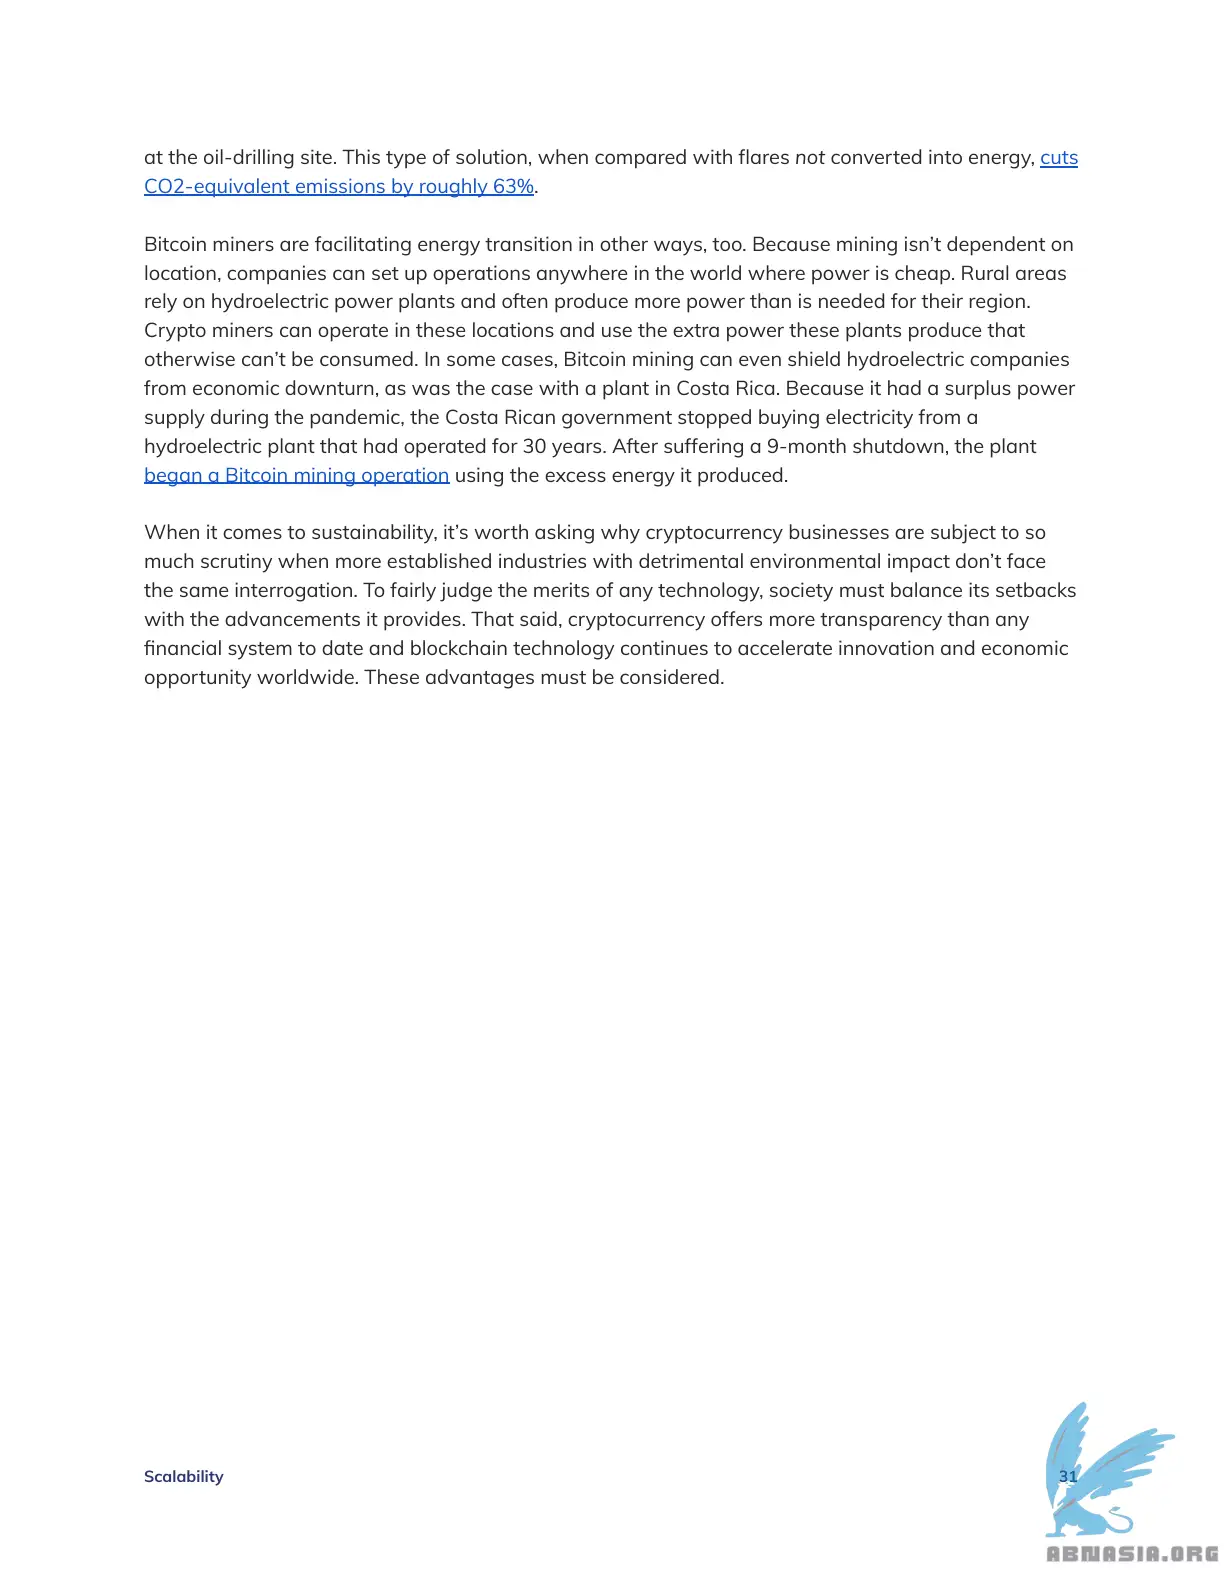 at the oil-drilling site. This type of solution, when compared with flares not converted into energy, cuts
CO2-equivalent emissions by roughly 63%.
Bitcoin miners are facilitating energy transition in other ways, too. Because mining isn’t dependent on
location, companies can set up operations anywhere in the world where power is cheap. Rural areas
rely on hydroelectric power plants and often produce more power than is needed for their region.
Crypto miners can operate in these locations and use the extra power these plants produce that
otherwise can’t be consumed. In some cases, Bitcoin mining can even shield hydroelectric companies
from economic downturn, as was the case with a plant in Costa Rica. Because it had a surplus power
supply during the pandemic, the Costa Rican government stopped buying electricity from a
hydroelectric plant that had operated for 30 years. After suffering a 9-month shutdown, the plant
began a Bitcoin mining operation using the excess energy it produced.
When it comes to sustainability, it’s worth asking why cryptocurrency businesses are subject to so
much scrutiny when more established industries with detrimental environmental impact don’t face
the same interrogation. To fairly judge the merits of any technology, society must balance its setbacks
with the advancements it provides. That said, cryptocurrency offers more transparency than any
financial system to date and blockchain technology continues to accelerate innovation and economic
opportunity worldwide. These advantages must be considered.
Scalability 31
ABNASIA.ORG